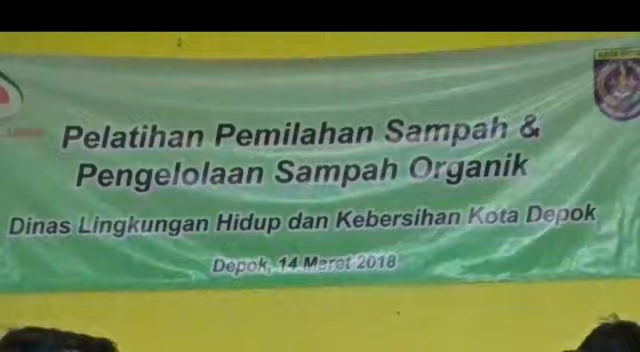 Pelatihan Pemilahan Sampah &
Pengelolaan Sampah Organik
Dinas Lingkungan Hidup dan Kebersihan Kota Depok
Depok, 14 Maret 2018